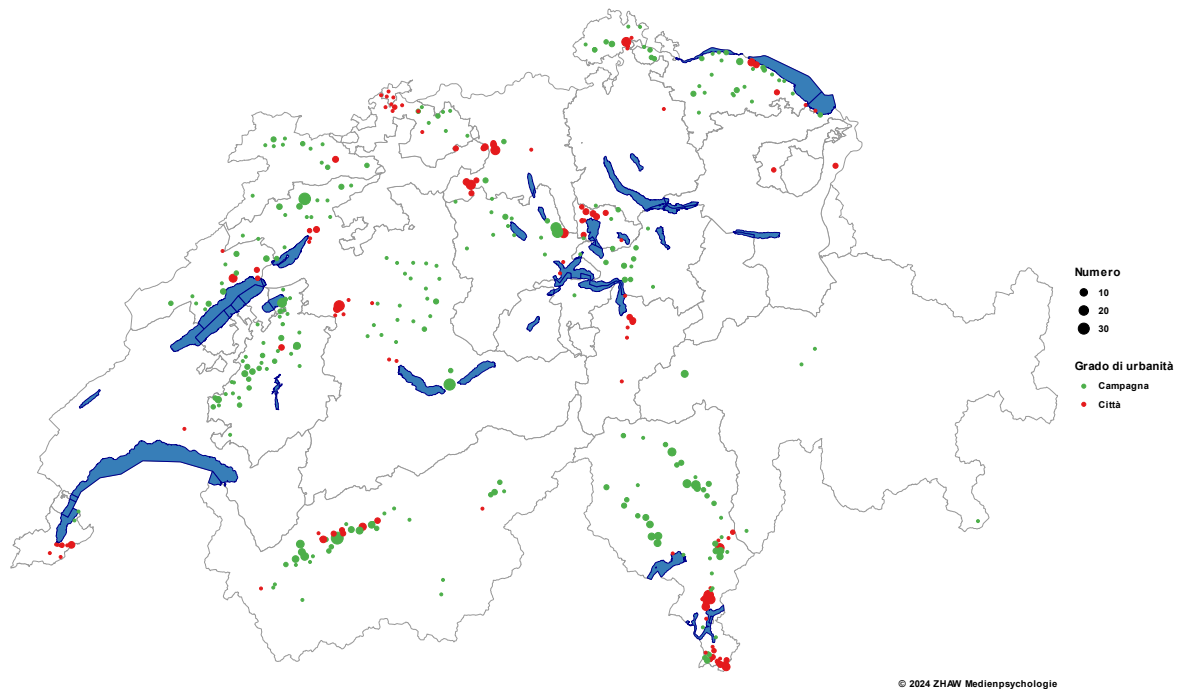 Numero
10
20
30
Grado di urbanità
Campagna
Città
© 2024 ZHAW Medienpsychologie